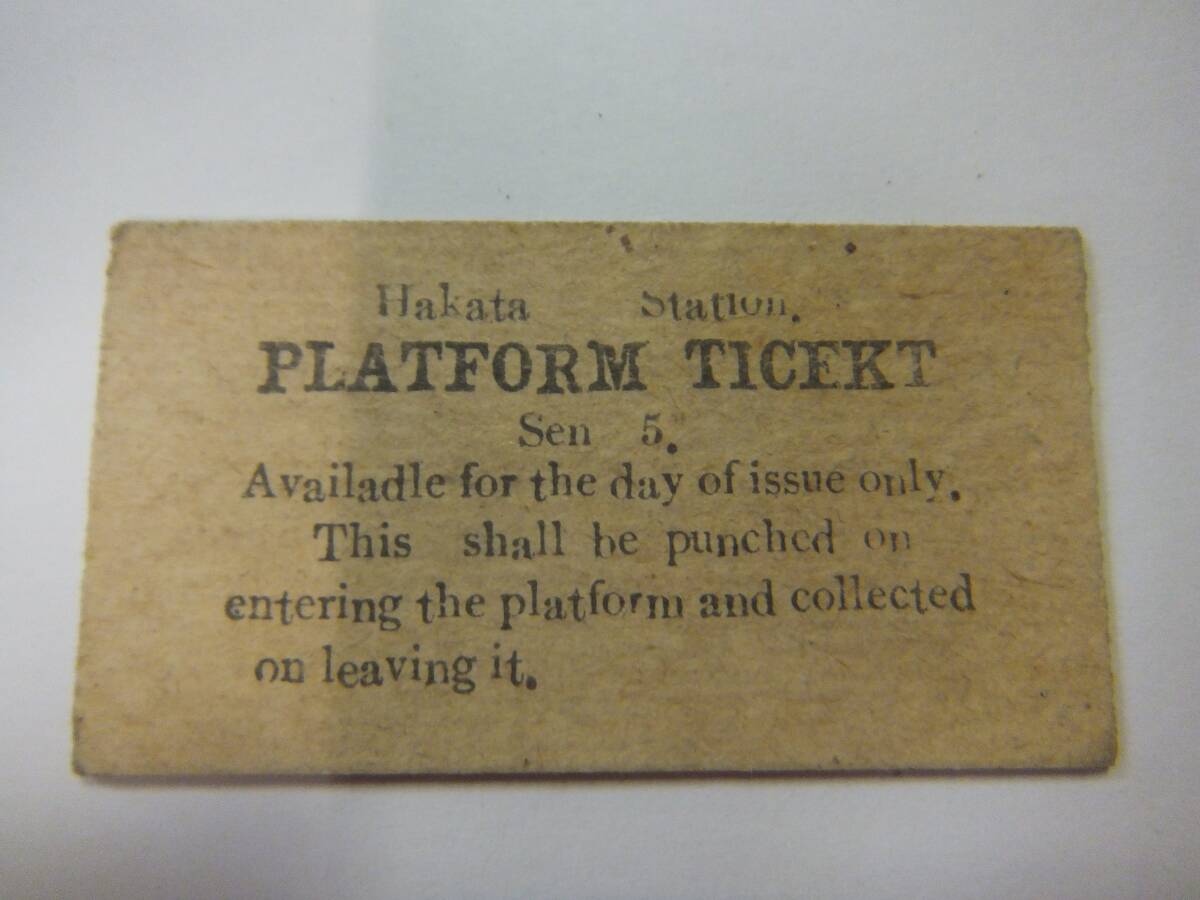 Hakata Station.
PLATFORM TICEKT
Sen 5.
Availadle for the day of issue only.
This shall be punched on
entering the platform and collected
on leaving it.